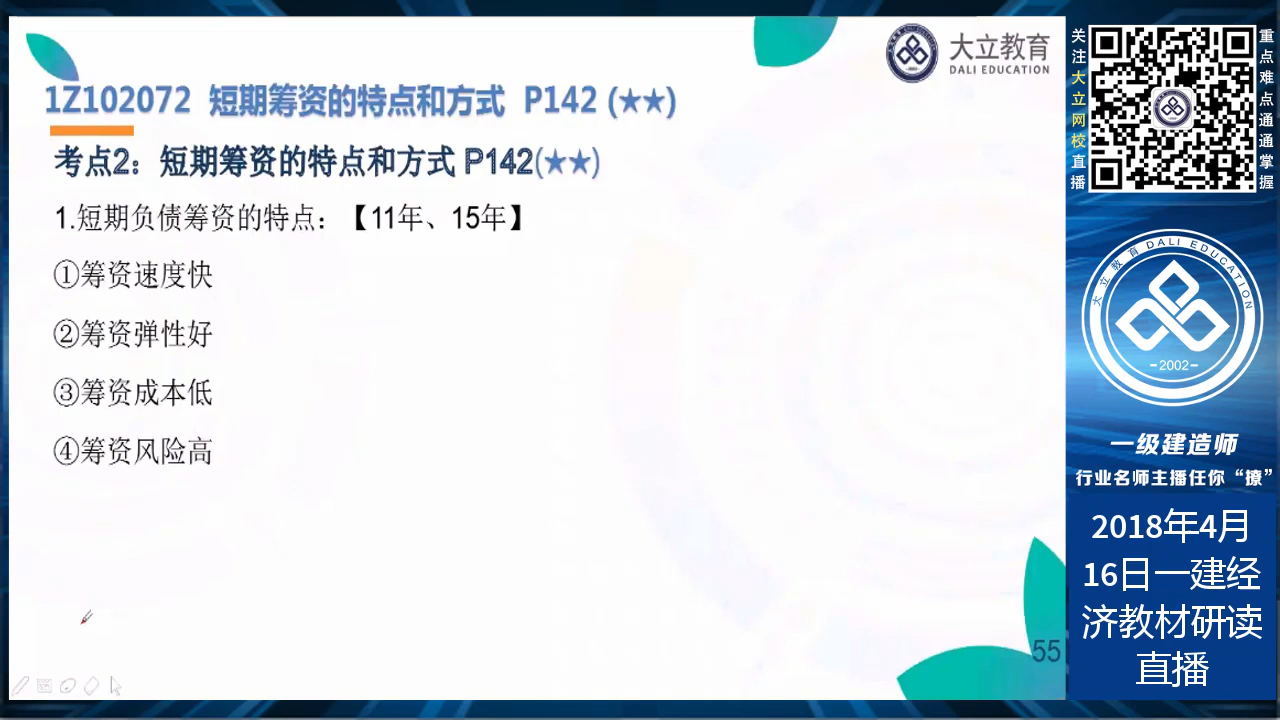 1Z102072 短期筹资的特点和方式 P142 (★★)
考点2：短期筹资的特点和方式 P142(★★)
1.短期负债筹资的特点：【11年、15年】
①筹资速度快
②筹资弹性好
③筹资成本低
④筹资风险高
55
大立教育
DALI EDUCATION
关注大立网校直播
重点难点通通掌握
大立教育 DALI EDUCATION
-2002-
一级建造师
行业名师主播任你“撩”
2018年4月
16日一建经
济教材研读
直播